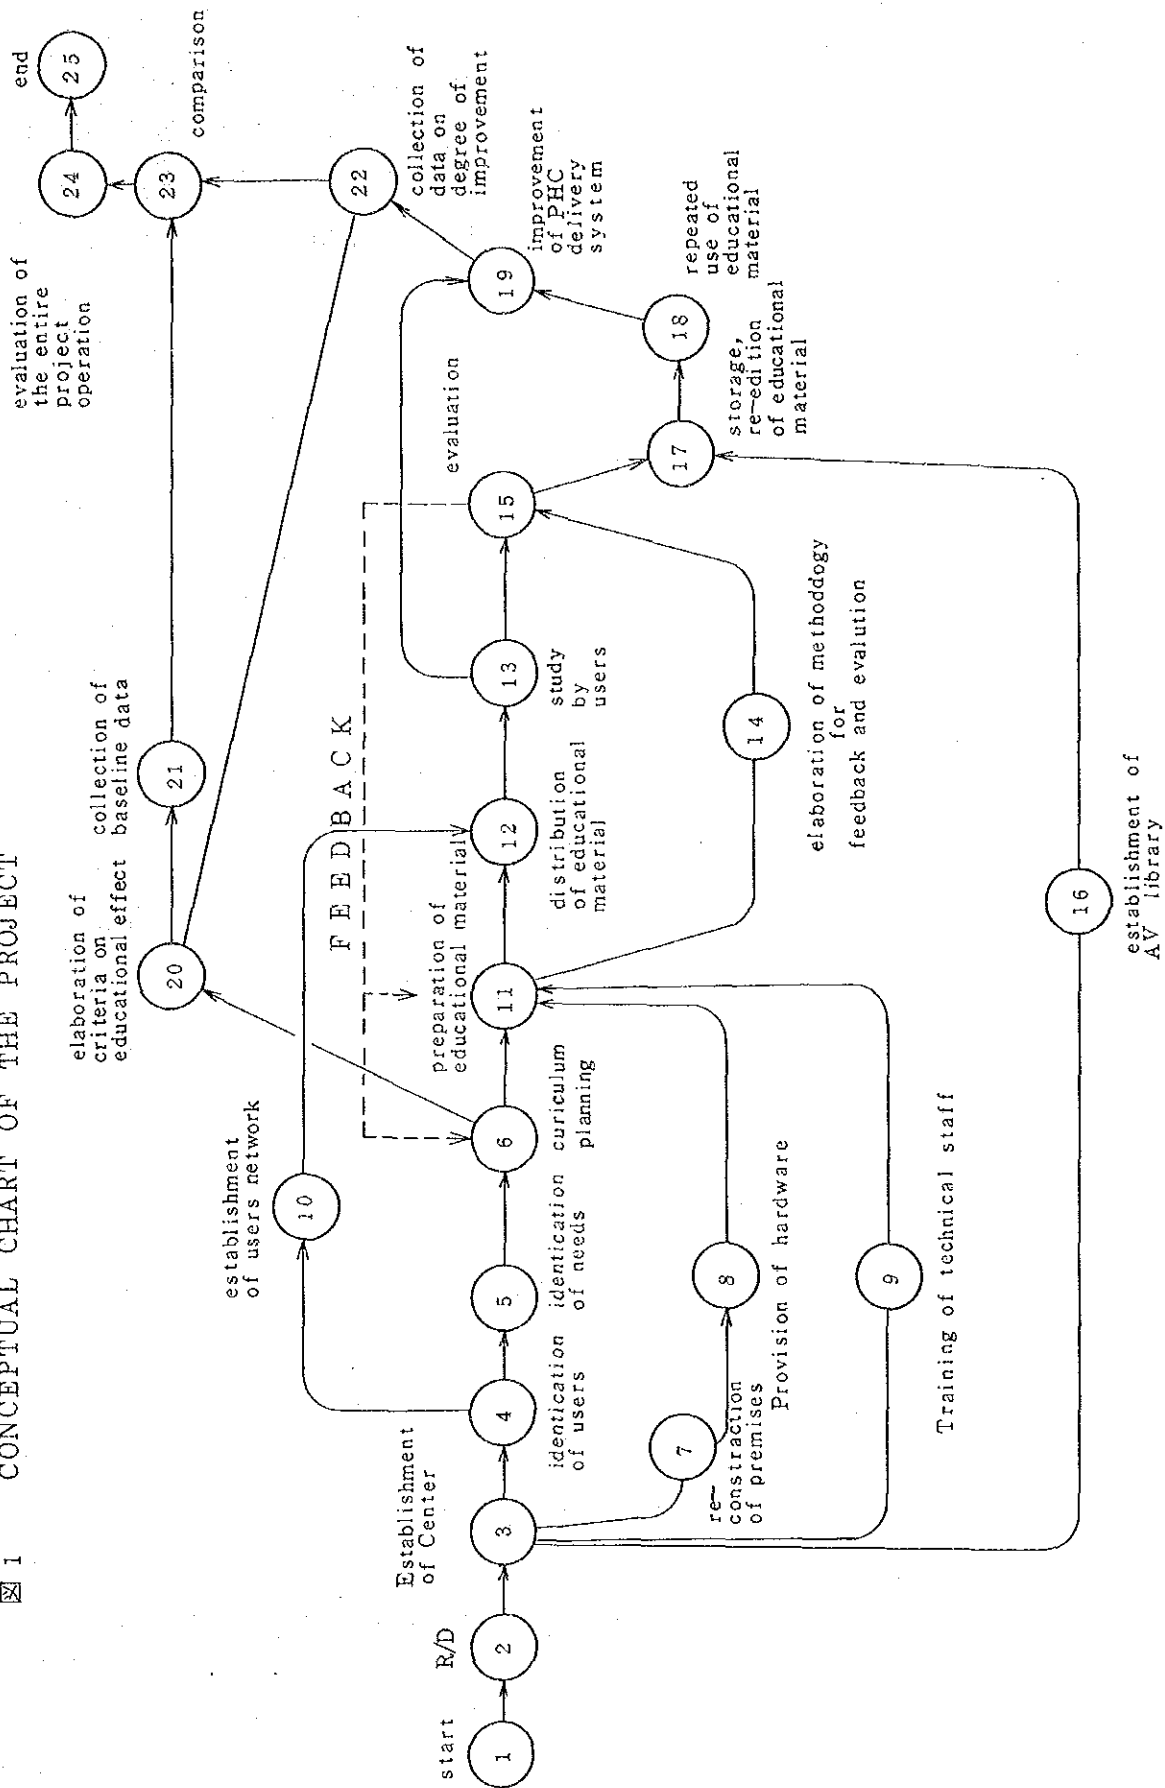 図 1 CONCEPTUAL CHART OF THE PROJECT
start
1
R/D
2
Establishment
of Center
3
4
identication
of users
5
identication
of needs
6
curiculum
planning
7
re-
constraction
of premises
8
Provision of hardware
9
Training of technical staff
establishment
of users network
10
preparation of
educational material
11
12
distribution
of educational
material
13
study
by
users
14
elaboration of methoddogy
for
feedback and evalution
FEEDBACK
evaluation
15
16
establishment of
AV library
17
storage,
re-edition
of educational
material
18
repeated
use of
educational
material
19
improvement
of PHC
delivery
system
elaboration of
criteria on
educational effect
20
collection of
baseline data
21
22
collection of
data on
degree of
improvement
23
comparison
evaluation of
the entire
project
operation
24
end
25